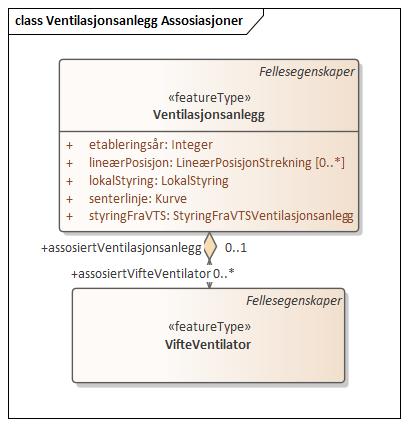 class Ventilasjonsanlegg Assosiasjoner
Fellesegenskaper
«featureType»
Ventilasjonsanlegg
+ etableringsår: Integer
+ lineærPosisjon: LineærPosisjonStrekning [0..*]
+ lokalStyring: LokalStyring
+ senterlinje: Kurve
+ styringFraVTS: StyringFraVTSVentilasjonsanlegg
+assosiertVentilasjonsanlegg 0..1
+assosiertVifteVentilator 0..*
Fellesegenskaper
«featureType»
VifteVentilator